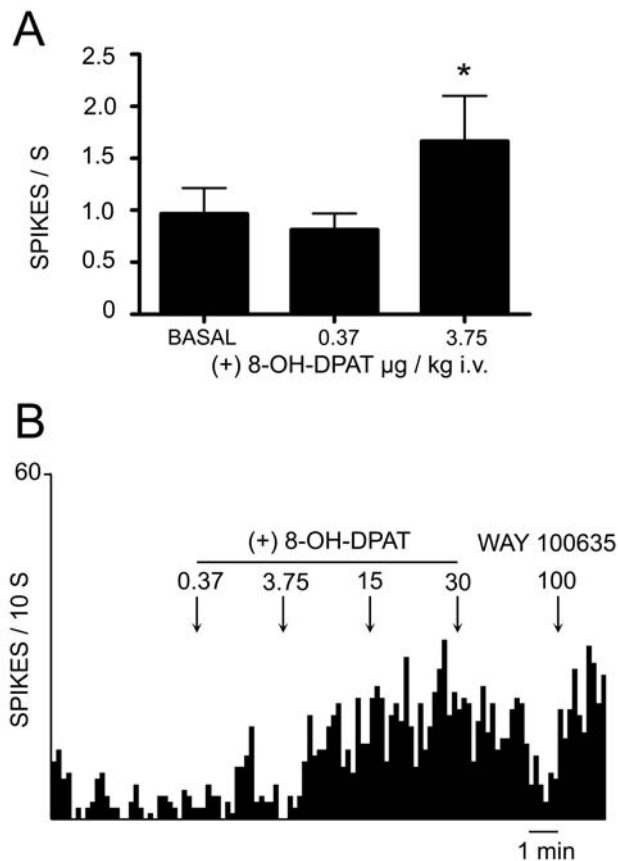 A
2.5
2.0
1.5
1.0
0.5
0
SPIKES / S
*
BASAL 0.37 3.75
(+) 8-OH-DPAT µg / kg i.v.
B
60
SPIKES / 10 S
(+) 8-OH-DPAT WAY 100635
0.37 3.75 15 30 100
1 min